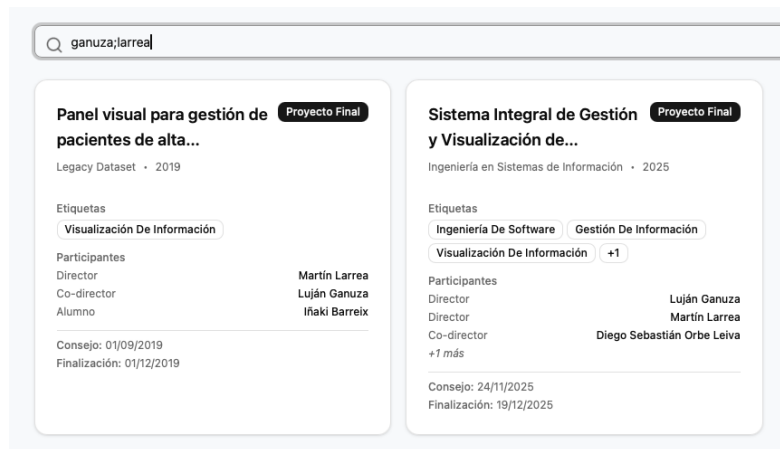 ganuza;larrea
Panel visual para gestión de
pacientes de alta...
Proyecto Final
Legacy Dataset • 2019
Etiquetas
Visualización De Información
Participantes
Director Martín Larrea
Co-director Luján Ganuza
Alumno Iñaki Barreix
Consejo: 01/09/2019
Finalización: 01/12/2019
Sistema Integral de Gestión
y Visualización de...
Proyecto Final
Ingeniería en Sistemas de Información • 2025
Etiquetas
Ingeniería De Software Gestión De Información
Visualización De Información +1
Participantes
Director Luján Ganuza
Director Martín Larrea
Co-director Diego Sebastián Orbe Leiva
+1 más
Consejo: 24/11/2025
Finalización: 19/12/2025